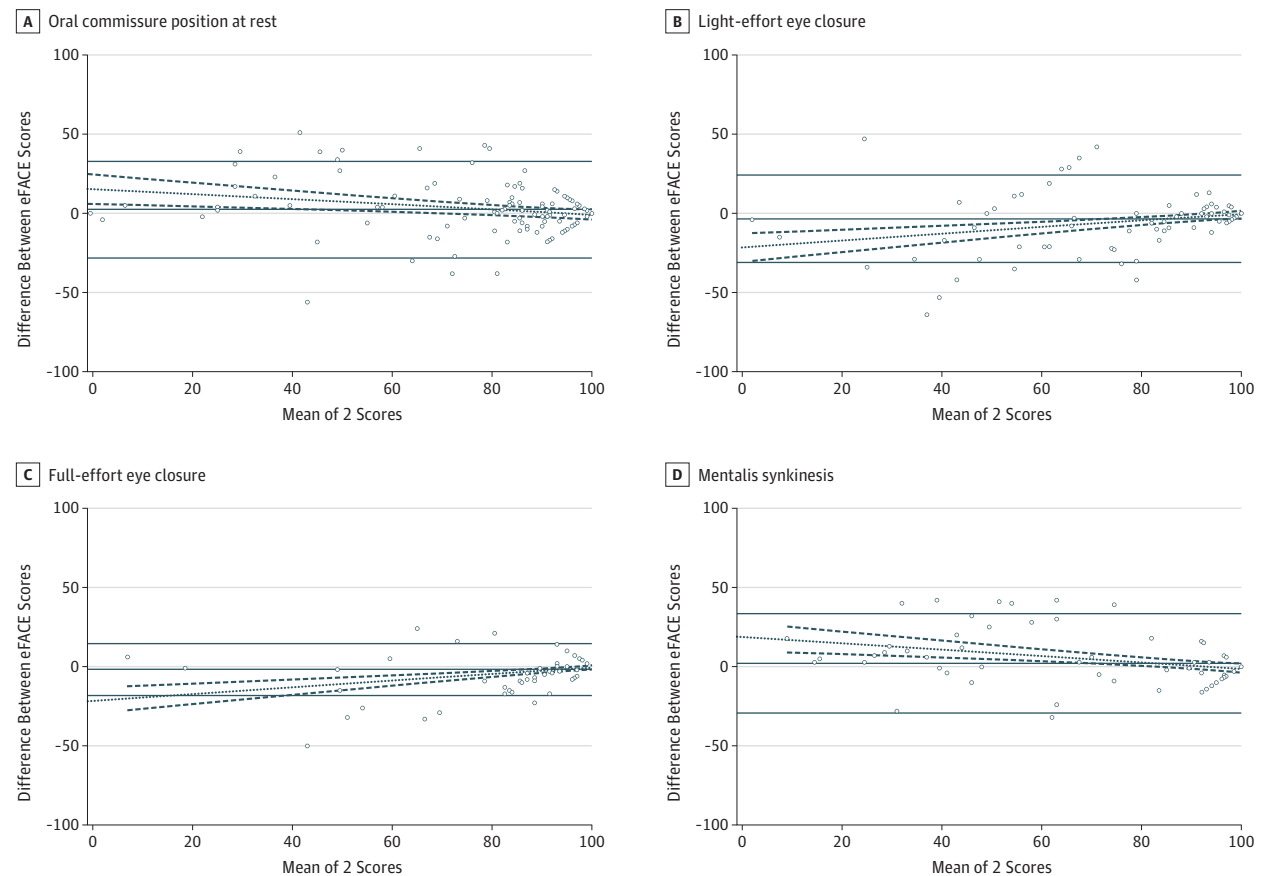 A Oral commissure position at rest
100
50
0
−50
−100
Difference Between eFACE Scores
0 20 40 60 80 100
Mean of 2 Scores
B Light-effort eye closure
100
50
0
−50
−100
Difference Between eFACE Scores
0 20 40 60 80 100
Mean of 2 Scores
C Full-effort eye closure
100
50
0
−50
−100
Difference Between eFACE Scores
0 20 40 60 80 100
Mean of 2 Scores
D Mentalis synkinesis
100
50
0
−50
−100
Difference Between eFACE Scores
0 20 40 60 80 100
Mean of 2 Scores